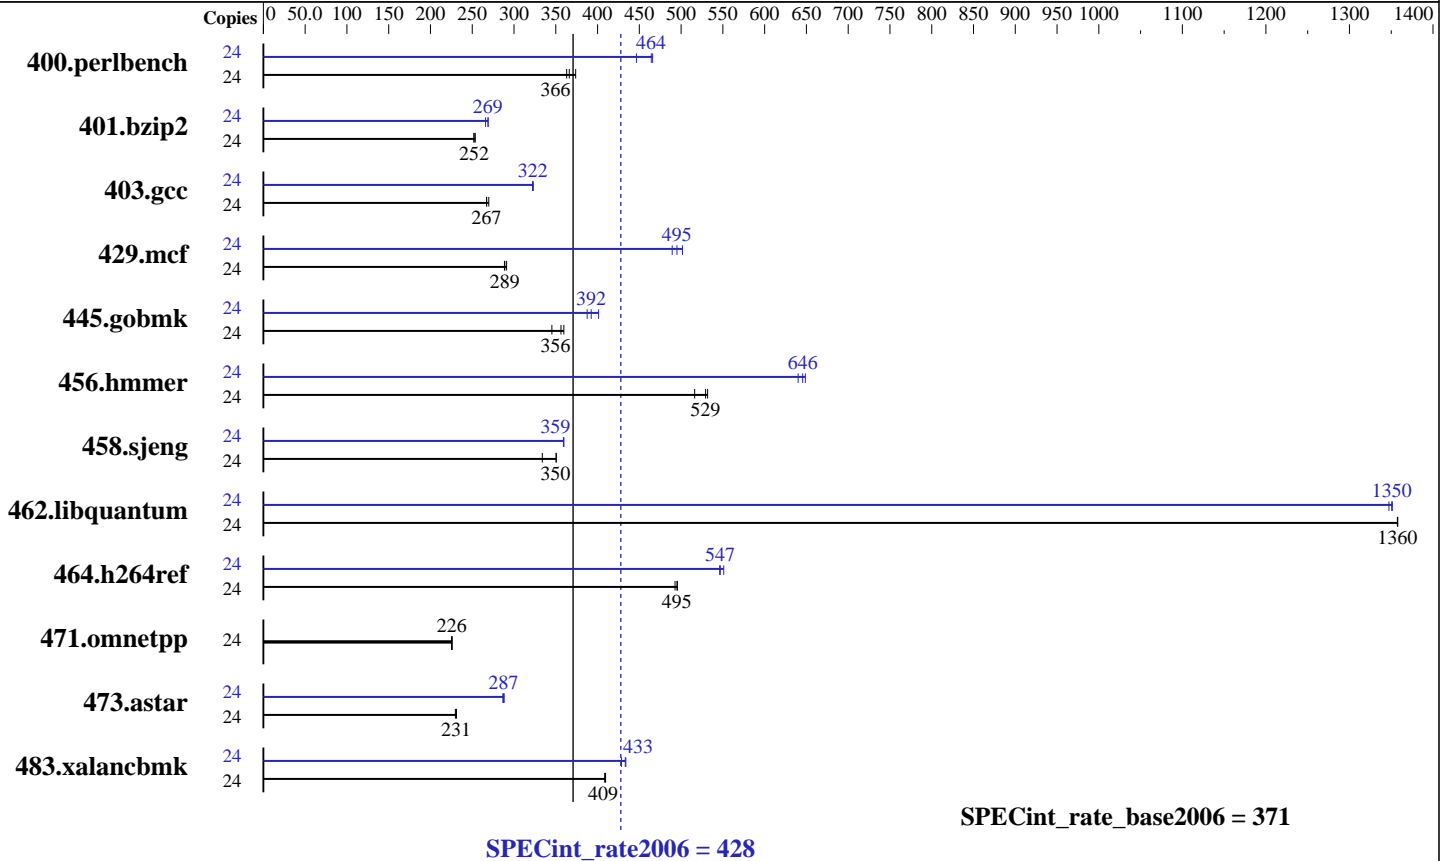 Copies 0 50.0 100 150 200 250 300 350 400 450 500 550 600 650 700 750 800 850 900 950 1000 1100 1200 1300 1400
400.perlbench 24 464
24 366
401.bzip2 24 269
24 252
403.gcc 24 322
24 267
429.mcf 24 495
24 289
445.gobmk 24 392
24 356
456.hmmer 24 646
24 529
458.sjeng 24 359
24 350
462.libquantum 24 1350
24 1360
464.h264ref 24 547
24 495
471.omnetpp 24 226
473.astar 24 287
24 231
483.xalancbmk 24 433
24 409
SPECint_rate_base2006 = 371
SPECint_rate2006 = 428